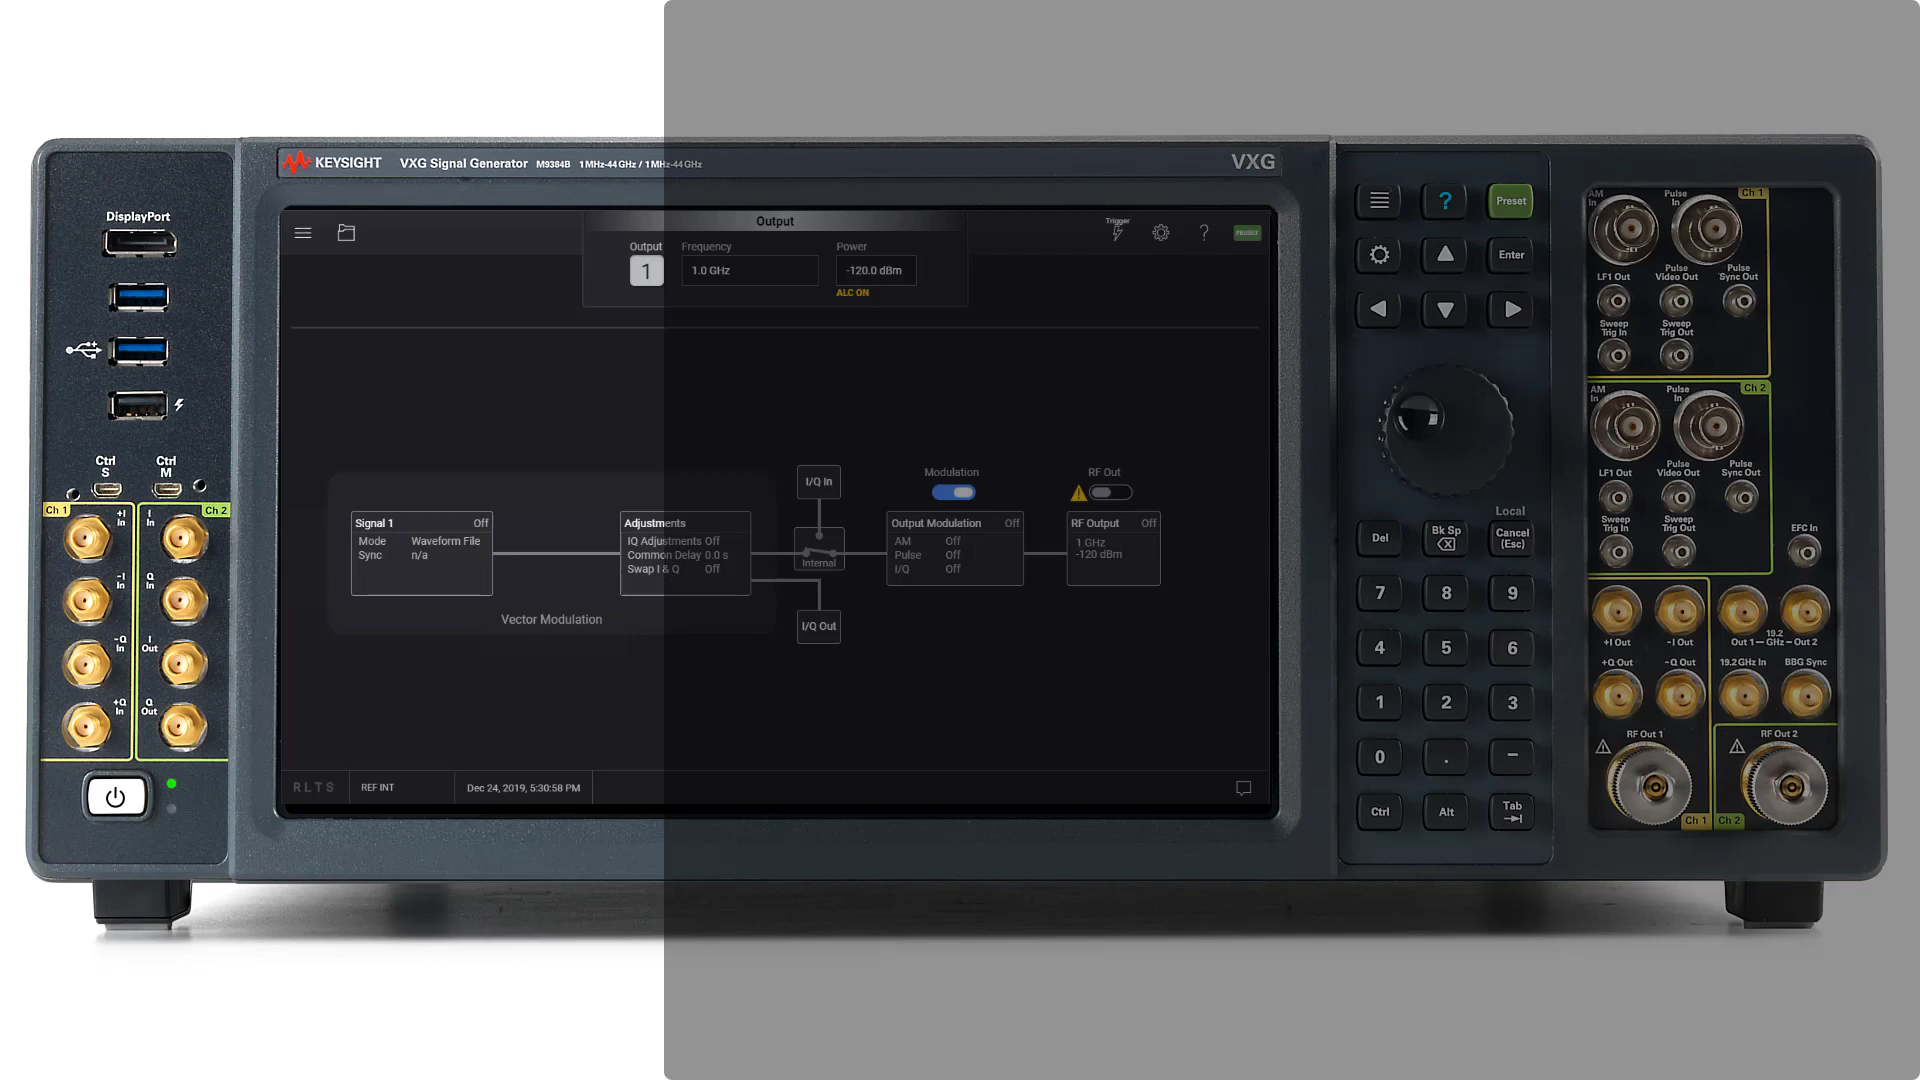 KEYSIGHT VXG Signal Generator M9384B 1 MHz-44 GHz / 1 MHz-44 GHz
VXG
DisplayPort
Ctrl
S
Ctrl
M
Ch 1
Ch 2
+I
In
I
In
-I
In
Q
In
-Q
In
I
Out
+Q
In
Q
Out
Output
Output
1
Frequency
1.0 GHz
Power
-120.0 dBm
ALC ON
Trigger
?
PRESET
Signal 1 Off
Mode Waveform File
Sync n/a
Adjustments
IQ Adjustments Off
Common Delay 0.0 s
Swap I & Q Off
Vector Modulation
I/Q In
Internal
I/Q Out
Modulation
Output Modulation Off
AM Off
Pulse Off
I/Q Off
RF Out
RF Output Off
1 GHz
-120 dBm
RLTS
REF INT
Dec 24, 2019, 5:30:58 PM
? Preset
Enter
Local
Del
Bk Sp
Cancel
(Esc)
7 8 9
4 5 6
1 2 3
0 . −
Ctrl Alt Tab
AM
In
Pulse
In
Ch 1
LF1 Out
Pulse
Video Out
Pulse
Sync Out
Sweep
Trig In
Sweep
Trig Out
AM
In
Pulse
In
Ch 2
LF1 Out
Pulse
Video Out
Pulse
Sync Out
Sweep
Trig In
Sweep
Trig Out
EFC In
+I Out
-I Out
Out 1 — 19.2 GHz — Out 2
+Q Out
-Q Out
19.2 GHz In
BBG Sync
RF Out 1
RF Out 2
Ch 1
Ch 2